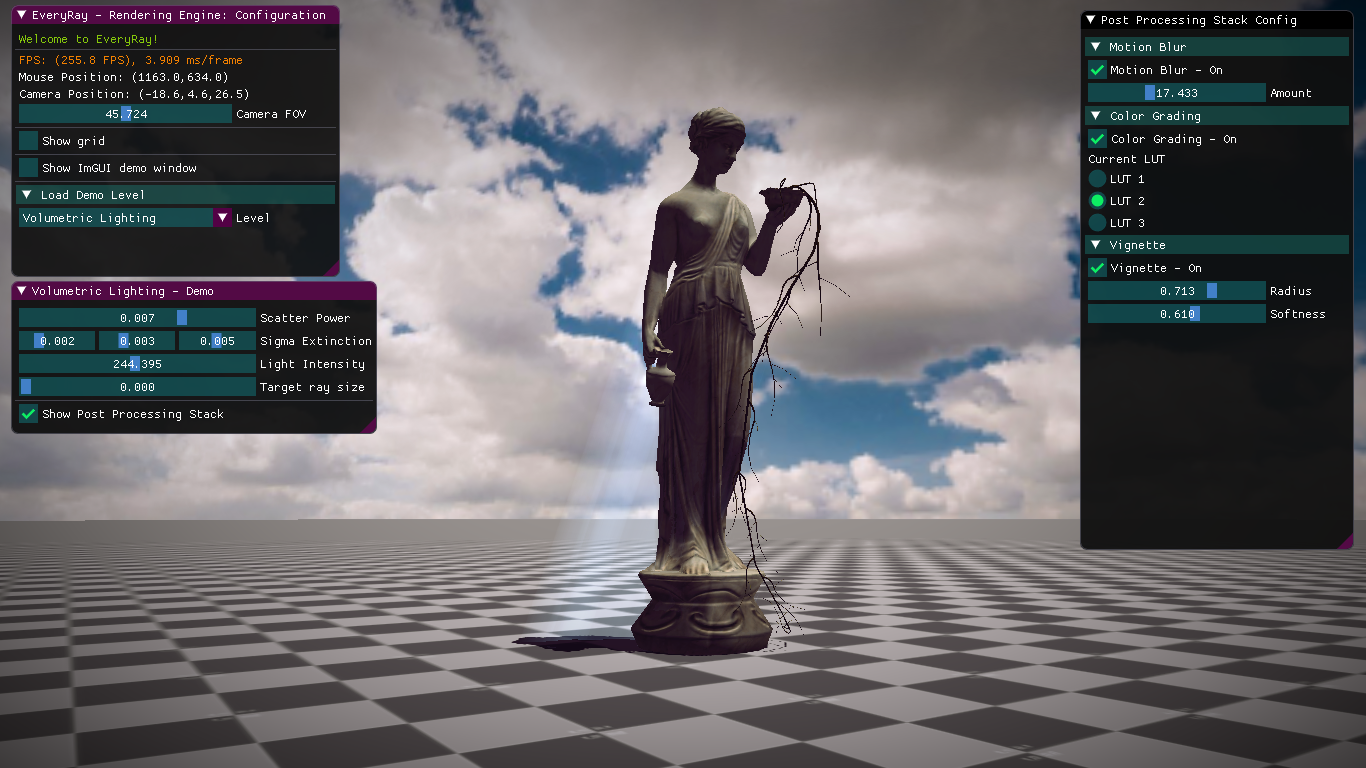 EveryRay - Rendering Engine: Configuration
Welcome to EveryRay!
FPS: (255.8 FPS), 3.909 ms/frame
Mouse Position: (1163.0,634.0)
Camera Position: (-18.6,4.6,26.5)
45.724 Camera FOV
Show grid
Show ImGUI demo window
Load Demo Level
Volumetric Lighting Level
Volumetric Lighting - Demo
0.007 Scatter Power
0.002 0.003 0.005 Sigma Extinction
244.395 Light Intensity
0.000 Target ray size
Show Post Processing Stack
Post Processing Stack Config
Motion Blur
Motion Blur - On
17.433 Amount
Color Grading
Color Grading - On
Current LUT
LUT 1
LUT 2
LUT 3
Vignette
Vignette - On
0.713 Radius
0.610 Softness